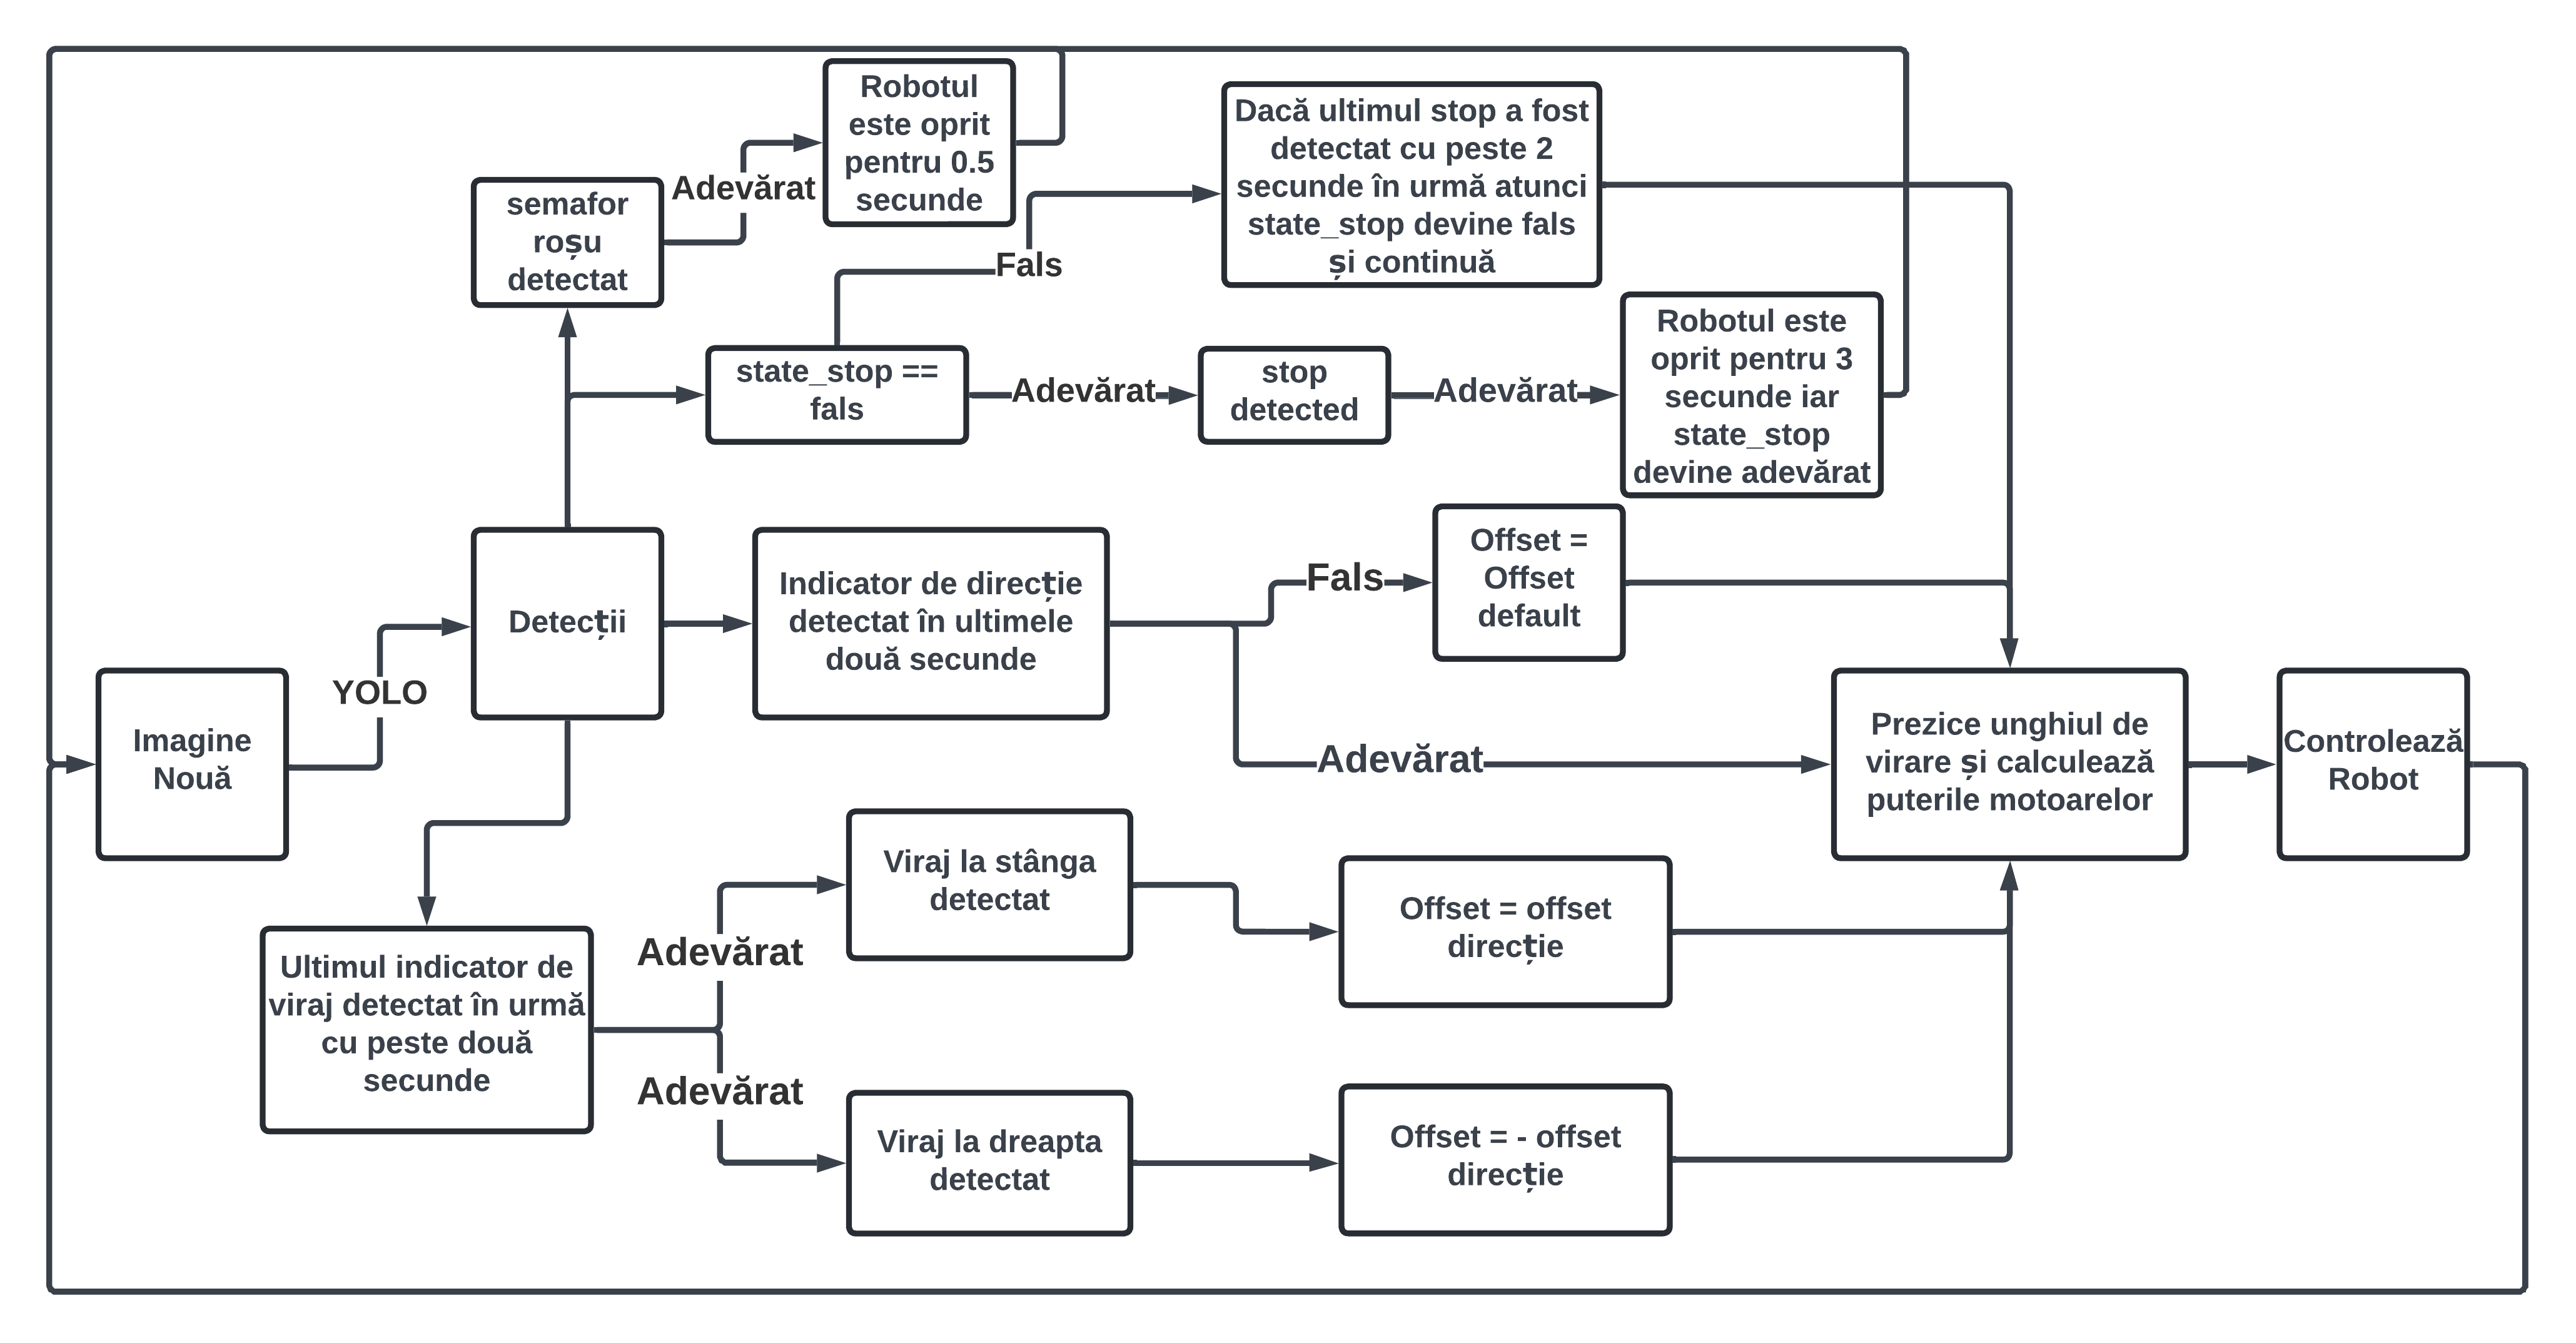 Robotul
este oprit
pentru 0.5
secunde
Dacă ultimul stop a fost
detectat cu peste 2
secunde în urmă atunci
state_stop devine fals
și continuă
Adevărat
semafor
roșu
detectat
Fals
Robotul este
oprit pentru 3
secunde iar
state_stop
devine adevărat
state_stop ==
fals
Adevărat
stop
detected
Adevărat
Offset =
Offset
default
Fals
Indicator de direcție
detectat în ultimele
două secunde
Detecții
YOLO
Imagine
Nouă
Adevărat
Prezice unghiul de
virare și calculează
puterile motoarelor
Controlează
Robot
Viraj la stânga
detectat
Offset = offset
direcție
Adevărat
Ultimul indicator de
viraj detectat în urmă
cu peste două
secunde
Adevărat
Viraj la dreapta
detectat
Offset = - offset
direcție